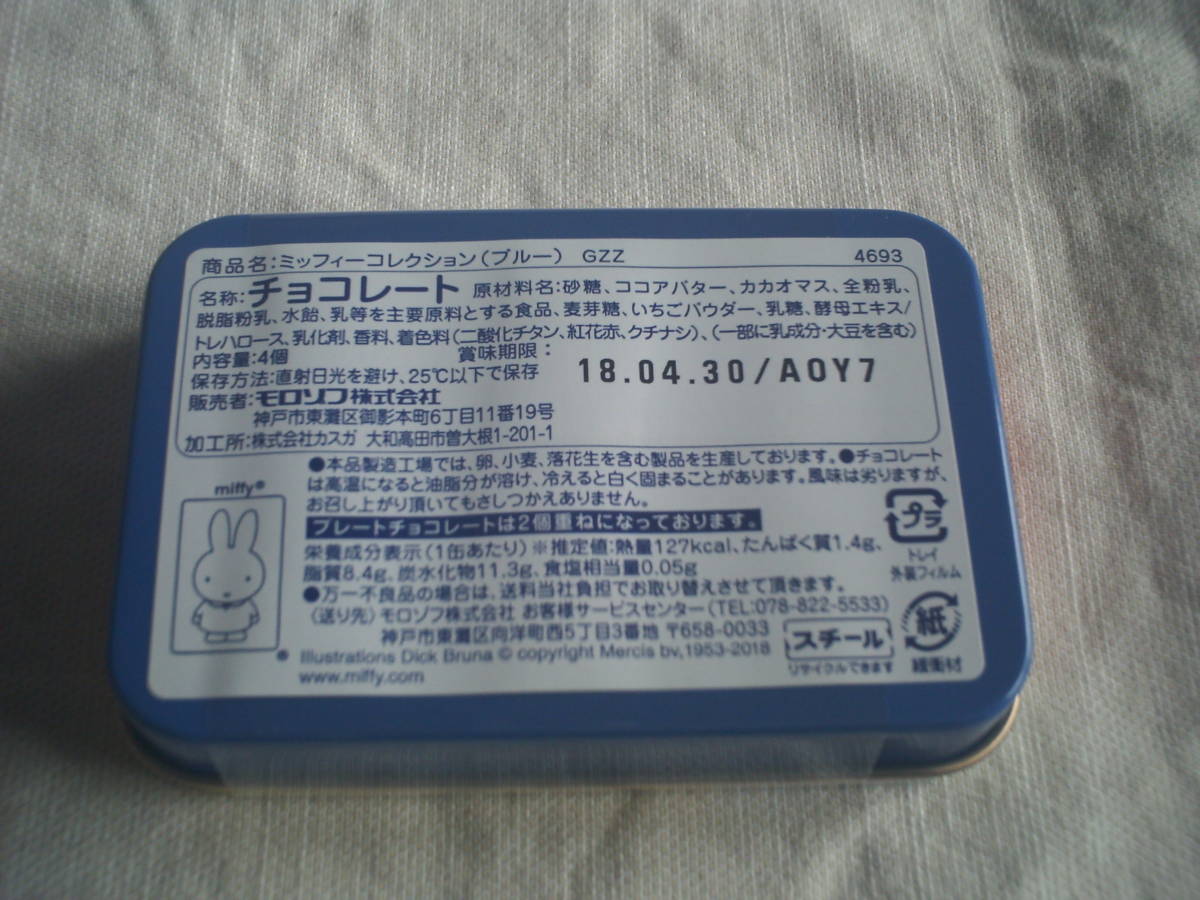 商品名:ミッフィーコレクション(ブルー) GZZ 4693
名称:チョコレート 原材料名:砂糖、ココアバター、カカオマス、全粉乳、
脱脂粉乳、水飴、乳等を主要原料とする食品、麦芽糖、いちごパウダー、乳糖、酵母エキス/
トレハロース、乳化剤、香料、着色料(二酸化チタン、紅花赤、クチナシ)、(一部に乳成分・大豆を含む)
内容量:4個 賞味期限:
18.04.30/AOY7
保存方法:直射日光を避け、25℃以下で保存
販売者:モロゾフ株式会社
神戸市東灘区御影本町6丁目11番19号
加工所:株式会社カスガ 大和高田市曽大根1-201-1
●本品製造工場では、卵、小麦、落花生を含む製品を生産しております。●チョコレート
は高温になると油脂分が溶け、冷えると白く固まることがあります。風味は劣りますが、
お召し上がり頂いてもさしつかえありません。
プレートチョコレートは2個重ねになっております。
栄養成分表示(1缶あたり)※推定値:熱量127kcal、たんぱく質1.4g、
脂質8.4g、炭水化物11.3g、食塩相当量0.05g
●万一不良品の場合は、送料当社負担でお取り替えさせて頂きます。
〈送り先〉モロゾフ株式会社 お客様サービスセンター(TEL:078-822-5533)
神戸市東灘区向洋町西5丁目3番地 〒658-0033
miffy®
® Illustrations Dick Bruna © copyright Mercis bv,1953-2018
www.miffy.com
プラ
トレイ
外装フィルム
スチール
リサイクルできます
紙
緩衝材